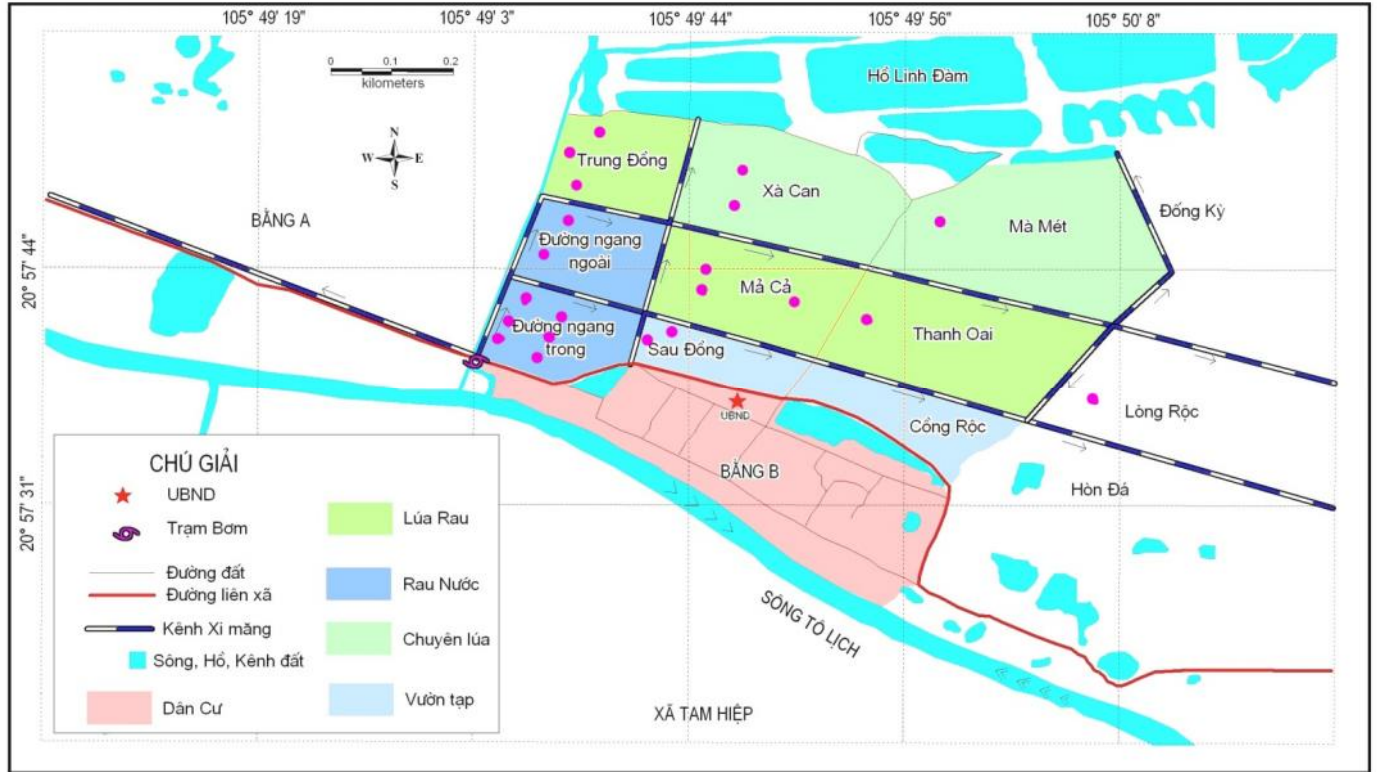 105° 49' 19"
105° 49' 3"
105° 49' 44"
105° 49' 56"
105° 50' 8"
0
0.1
0.2
kilometers
N
W
E
S
Hồ Linh Đàm
Trung Đồng
Xà Can
Mà Mét
Đống Kỳ
BẰNG A
Đường ngang
ngoài
20° 57' 44"
Mả Cả
Thanh Oai
Đường ngang
trong
Sau Đồng
Lòng Rộc
UBND
Cổng Rộc
BẰNG B
Hòn Đá
20° 57' 31"
SÔNG TÔ LỊCH
XÃ TAM HIỆP
CHÚ GIẢI
UBND
Trạm Bơm
Đường đất
Đường liên xã
Kênh Xi măng
Sông, Hồ, Kênh đất
Dân Cư
Lúa Rau
Rau Nước
Chuyên lúa
Vườn tạp